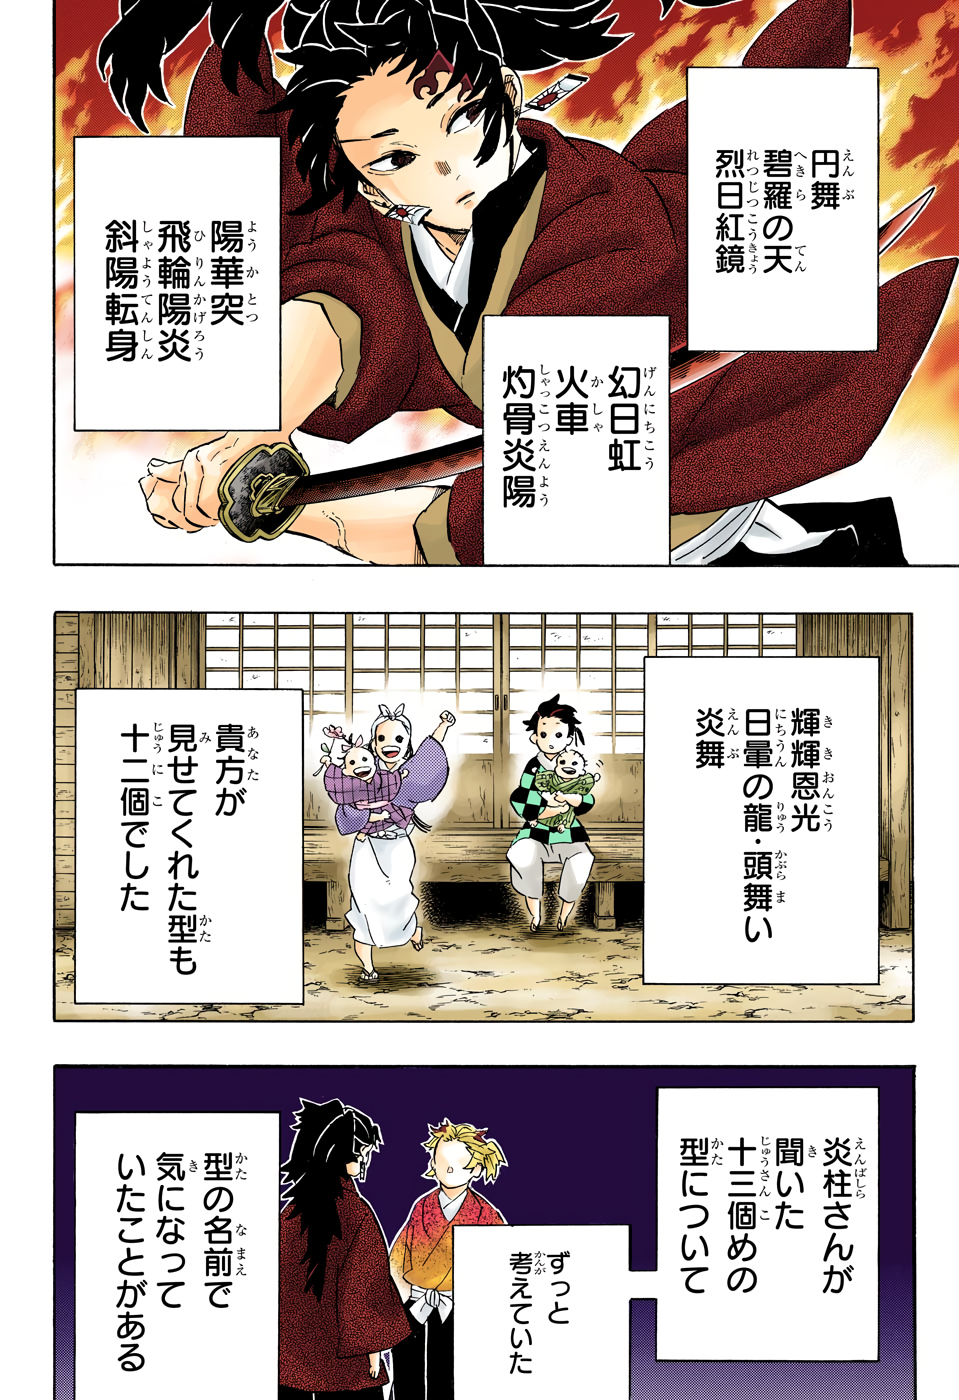 円舞
碧羅の天
烈日紅鏡
幻日虹
火車
灼骨炎陽
陽華突
飛輪陽炎
斜陽転身
輝輝恩光
日暈の龍・頭舞い
炎舞
貴方が
見せてくれた型も
十二個でした
炎柱さんが
聞いた
十三個めの
型について
ずっと
考えていた
型の名前で
気になって
いたことがある